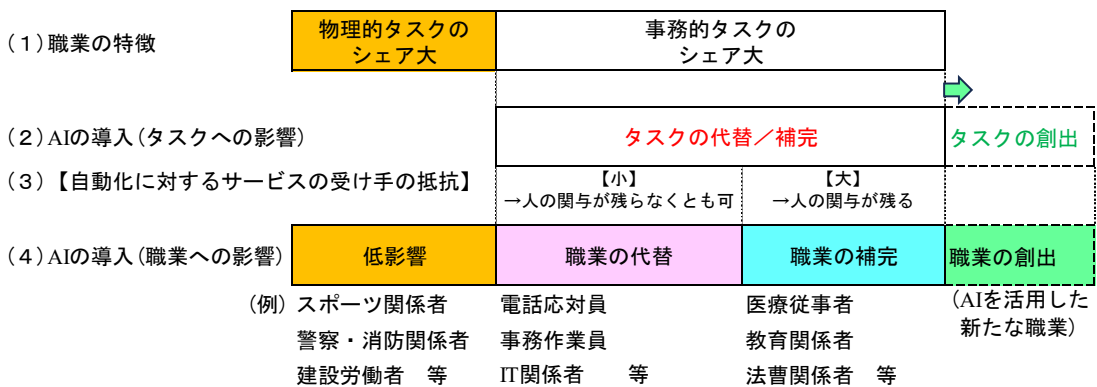 （１）職業の特徴
物理的タスクの
シェア大
事務的タスクの
シェア大
（２）AIの導入（タスクへの影響）
タスクの代替／補完
タスクの創出
（３）【自動化に対するサービスの受け手の抵抗】
【小】
→人の関与が残らなくとも可
【大】
→人の関与が残る
（４）AIの導入（職業への影響）
低影響
職業の代替
職業の補完
職業の創出
（例）スポーツ関係者
警察・消防関係者
建設労働者　等
電話応対員
事務作業員
IT関係者　　等
医療従事者
教育関係者
法曹関係者　等
（AIを活用した
新たな職業）